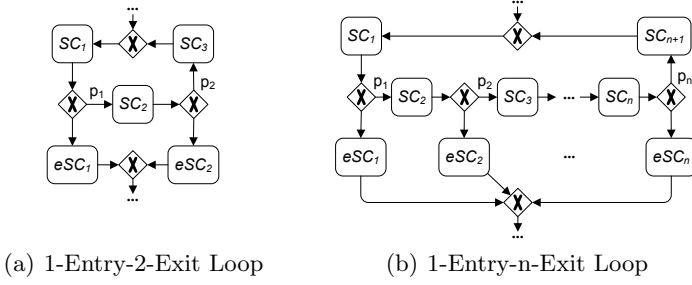 ...
SC1 X SC3
X p1 SC2 X p2
eSC1 X eSC2
...
(a) 1-Entry-2-Exit Loop
...
SC1 X SCn+1
X p1 SC2 X p2 SC3 ... SCn X pn
eSC1 eSC2 ... eSCn
X
...
(b) 1-Entry-n-Exit Loop